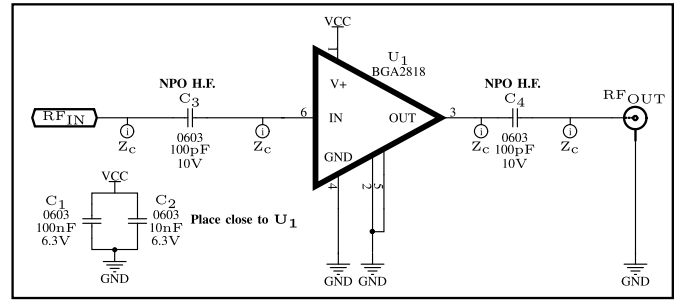 VCC
1
U1
BGA2818
NPO H.F.
C3
NPO H.F.
C4
V+
RFIN
6
IN
OUT
3
RFOUT
i
Zc
0603
100pF
10V
i
Zc
i
Zc
0603
100pF
10V
i
Zc
GND
4
2
5
VCC
C1
0603
100nF
6.3V
C2
0603
10nF
6.3V
Place close to U1
GND
GND
GND
GND